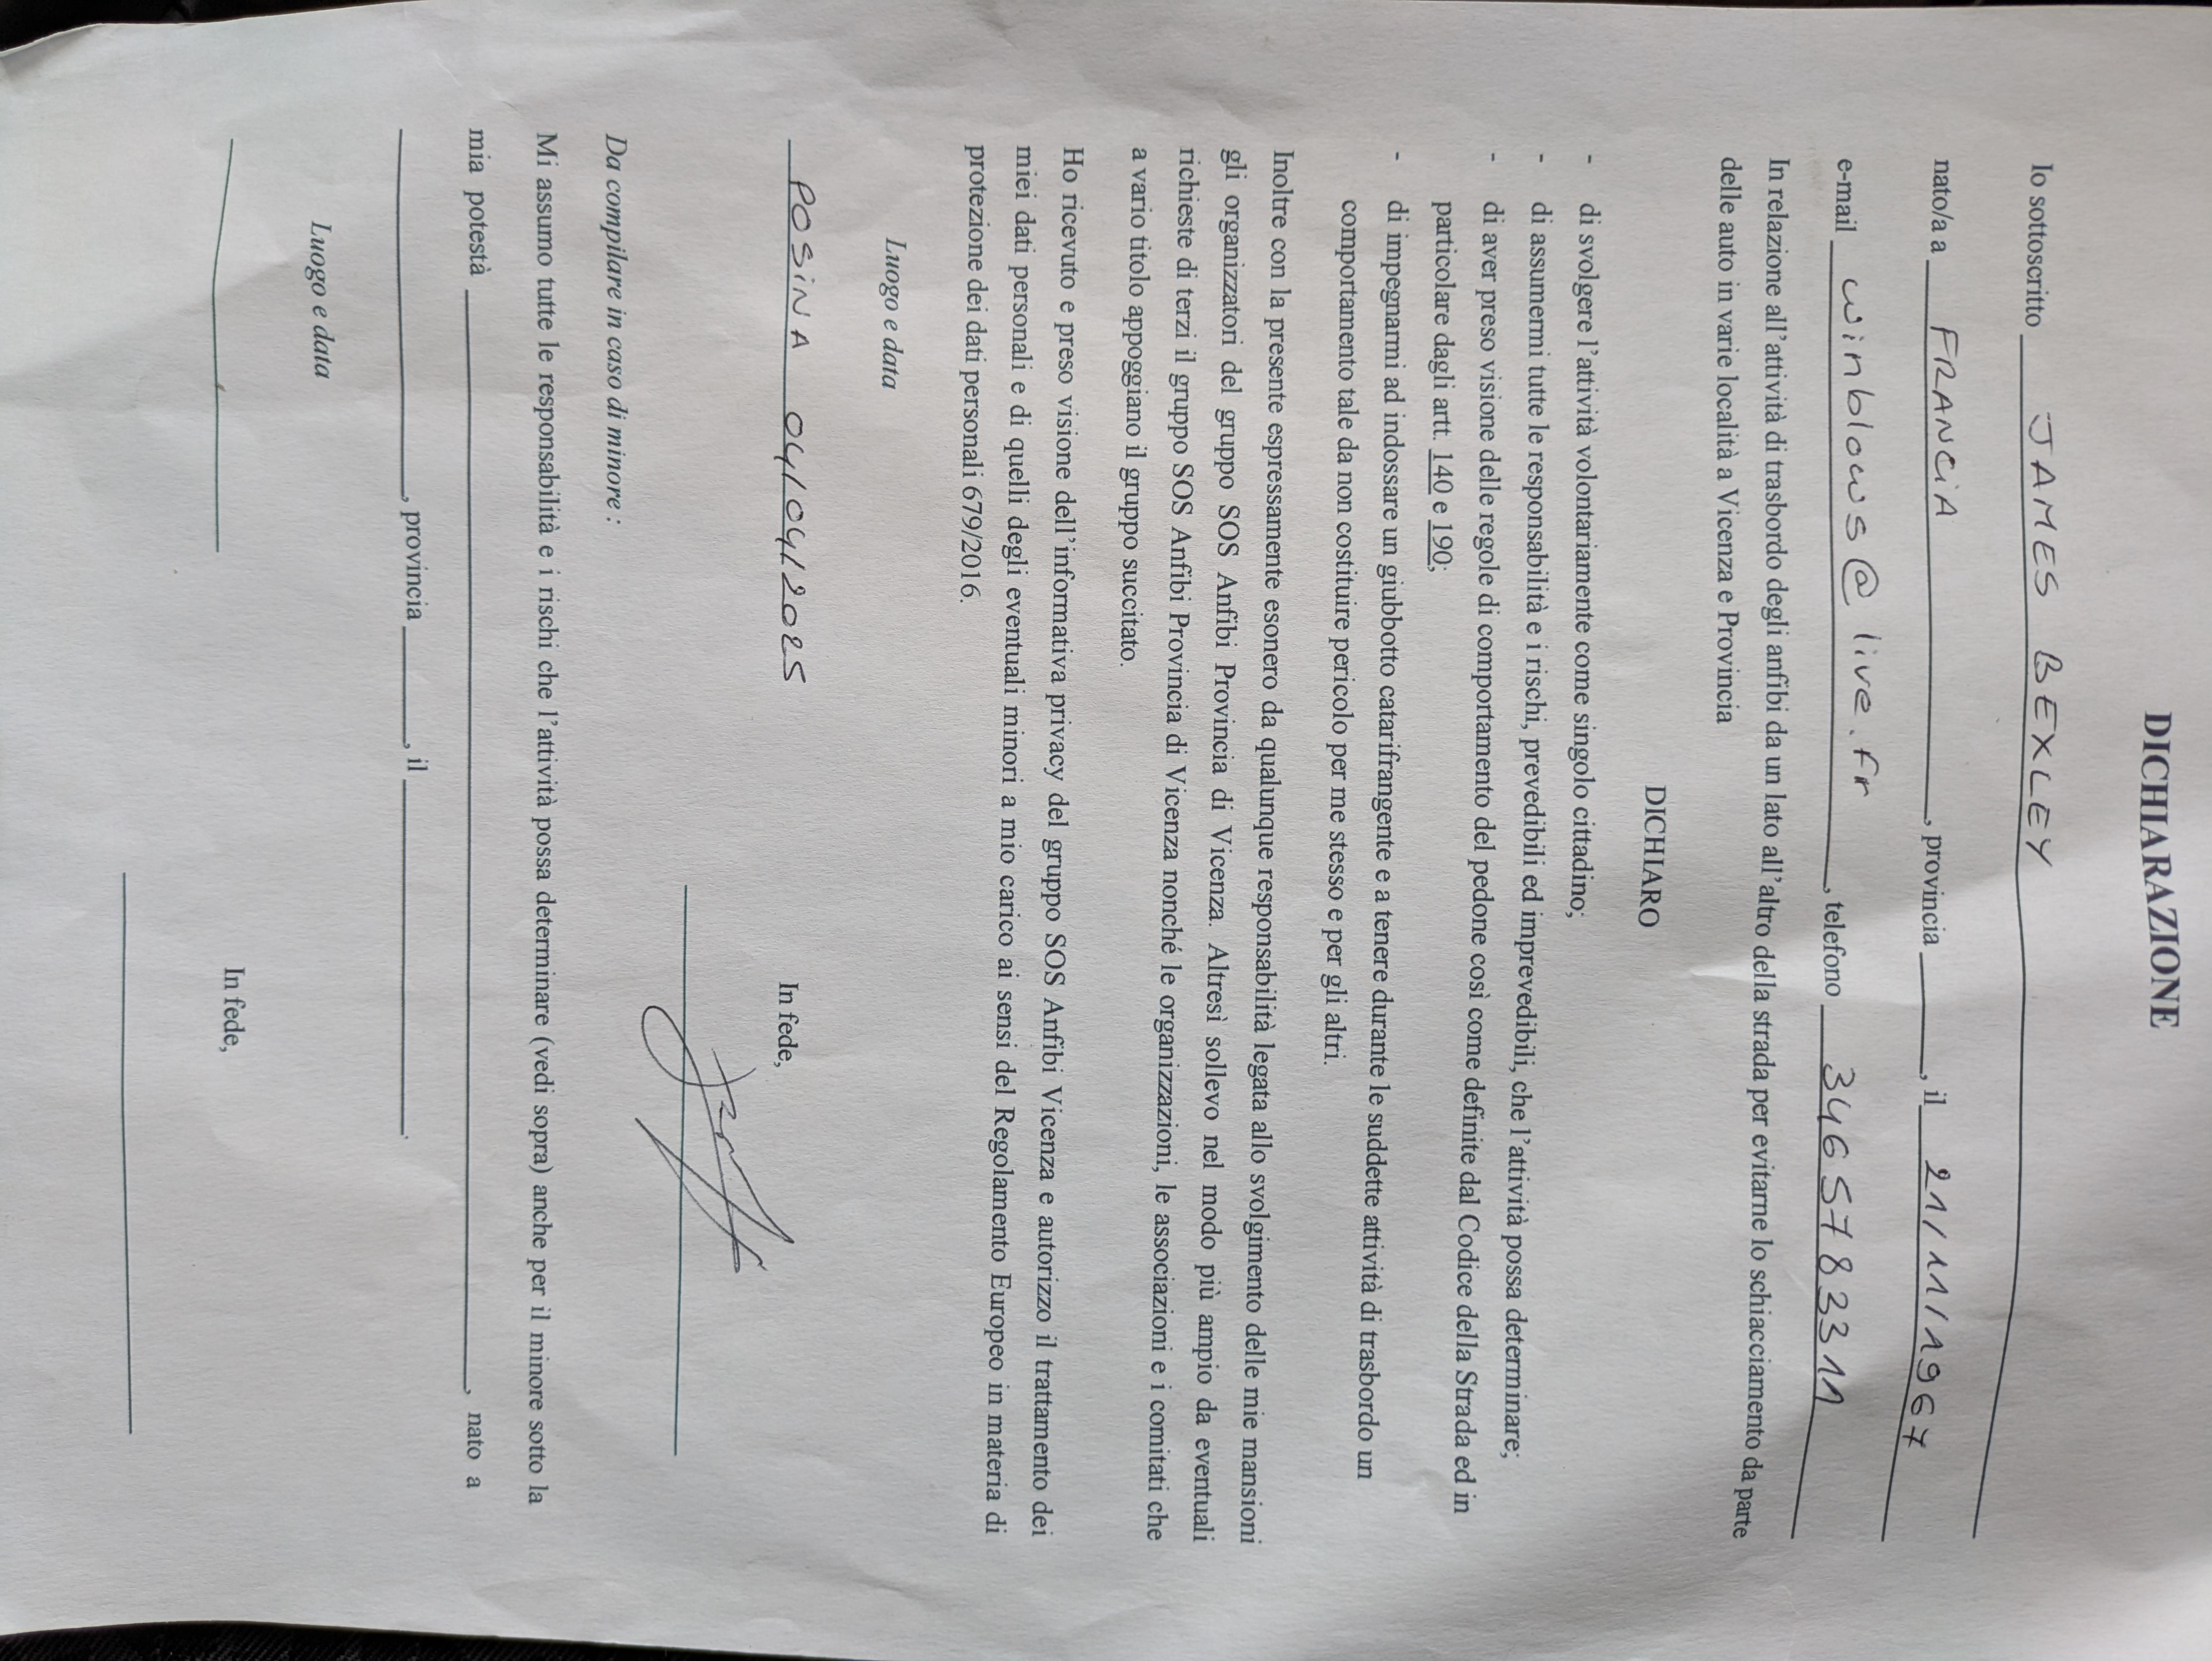 DICHIARAZIONE
Io sottoscritto JAMES BEXLEY
nato/a a FRANCIA, provincia ______, il 21/11/1967
e-mail winblows@live.fr, telefono 3465783311
In relazione all'attività di trasbordo degli anfibi da un lato all'altro della strada per evitarne lo schiacciamento da parte
delle auto in varie località a Vicenza e Provincia
DICHIARO
- di svolgere l'attività volontariamente come singolo cittadino;
- di assumermi tutte le responsabilità e i rischi, prevedibili ed imprevedibili, che l'attività possa determinare;
- di aver preso visione delle regole di comportamento del pedone così come definite dal Codice della Strada ed in
particolare dagli artt. 140 e 190;
- di impegnarmi ad indossare un giubbotto catarifrangente e a tenere durante le suddette attività di trasbordo un
comportamento tale da non costituire pericolo per me stesso e per gli altri.
Inoltre con la presente espressamente esonero da qualunque responsabilità legata allo svolgimento delle mie mansioni
gli organizzatori del gruppo SOS Anfibi Provincia di Vicenza. Altresì sollevo nel modo più ampio da eventuali
richieste di terzi il gruppo SOS Anfibi Provincia di Vicenza nonché le organizzazioni, le associazioni e i comitati che
a vario titolo appoggiano il gruppo succitato.
Ho ricevuto e preso visione dell'informativa privacy del gruppo SOS Anfibi Vicenza e autorizzo il trattamento dei
miei dati personali e di quelli degli eventuali minori a mio carico ai sensi del Regolamento Europeo in materia di
protezione dei dati personali 679/2016.
Luogo e data
In fede,
POSINA 04/04/2025
Da compilare in caso di minore :
Mi assumo tutte le responsabilità e i rischi che l'attività possa determinare (vedi sopra) anche per il minore sotto la
mia potestà ______, nato a
______, provincia ______, il ______.
Luogo e data
In fede,